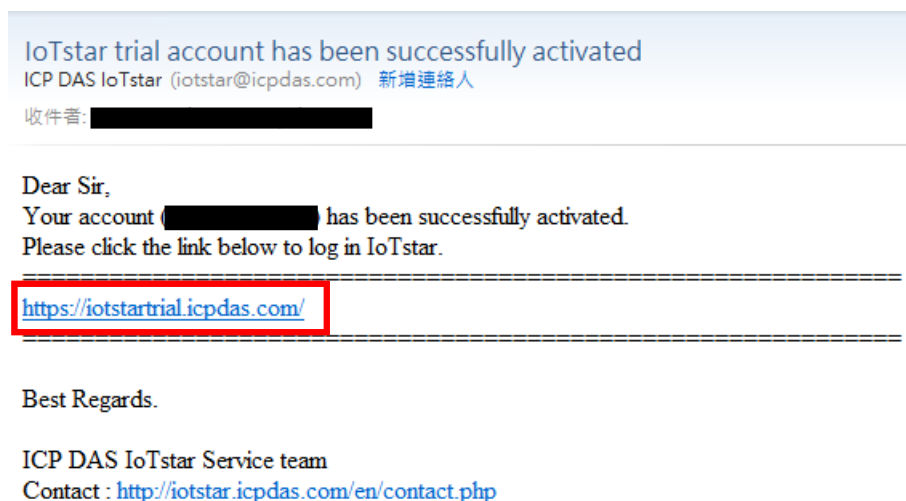 IoTstar trial account has been successfully activated
ICP DAS IoTstar (iotstar@icpdas.com) 新增連絡人
收件者:
Dear Sir,
Your account ( ) has been successfully activated.
Please click the link below to log in IoTstar.
=============================================================
https://iotstartrial.icpdas.com/
=============================================================
Best Regards.
ICP DAS IoTstar Service team
Contact : http://iotstar.icpdas.com/en/contact.php